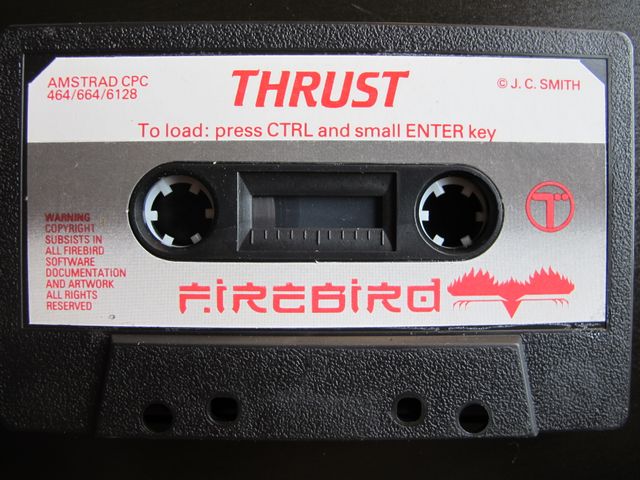 AMSTRAD CPC
464/664/6128
THRUST
© J. C. SMITH
To load: press CTRL and small ENTER key
WARNING
COPYRIGHT
SUBSISTS IN
ALL FIREBIRD
SOFTWARE
DOCUMENTATION
AND ARTWORK
ALL RIGHTS
RESERVED
FIREBIRD